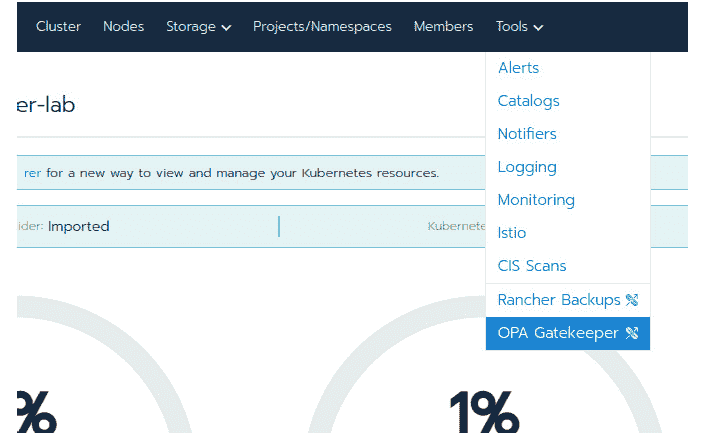 Cluster Nodes Storage Projects/Namespaces Members Tools
Alerts
er-lab
Catalogs
Notifiers
rer for a new way to view and manage your Kubernetes resources.
Logging
Monitoring
ider: Imported Kubernete
Istio
CIS Scans
Rancher Backups
OPA Gatekeeper
% 1%